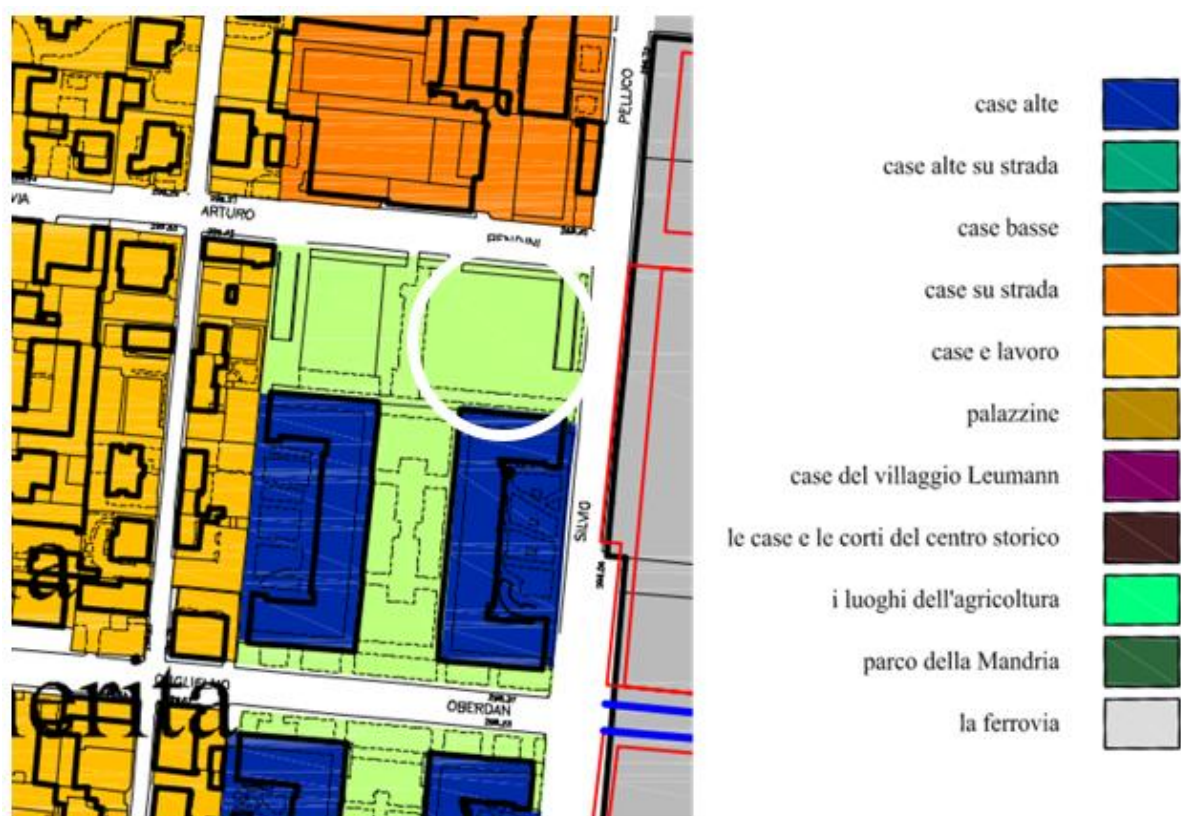 PELLICO
VIA
ARTURO
SILVIO
OBERDAN
case alte
case alte su strada
case basse
case su strada
case e lavoro
palazzine
case del villaggio Leumann
le case e le corti del centro storico
i luoghi dell'agricoltura
parco della Mandria
la ferrovia